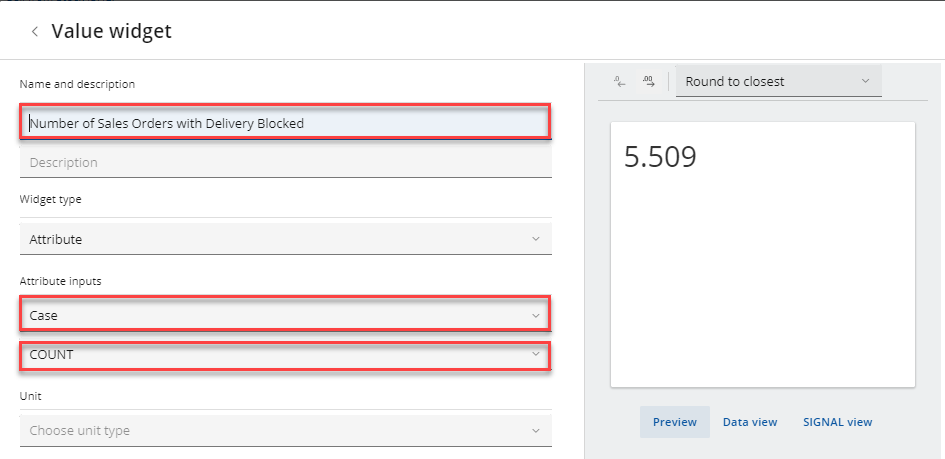 Value widget
Name and description
Number of Sales Orders with Delivery Blocked
Description
Widget type
Attribute
Attribute inputs
Case
COUNT
Unit
Choose unit type
.0
.00
Round to closest
5.509
Preview
Data view
SIGNAL view